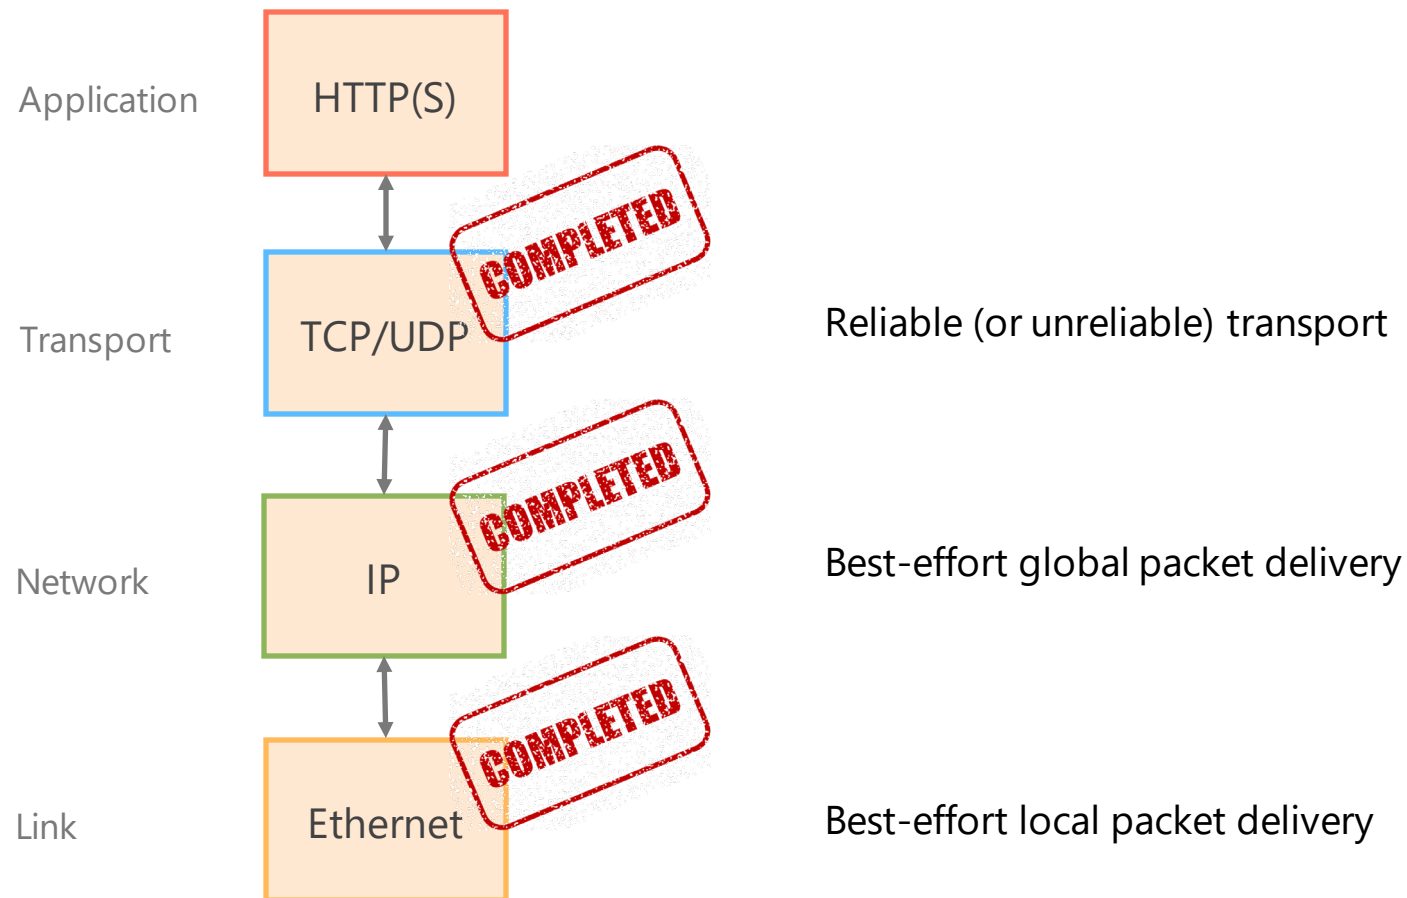 Application
HTTP(S)
COMPLETED
Transport
TCP/UDP
Reliable (or unreliable) transport
COMPLETED
Network
IP
Best-effort global packet delivery
COMPLETED
Link
Ethernet
Best-effort local packet delivery